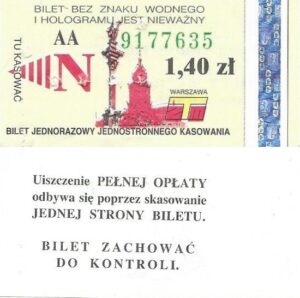 BILET BEZ ZNAKU WODNEGO
I HOLOGRAMU JEST NIEWAŻNY
TU KASOWAĆ
AA 9177635
N
1,40 zł
WARSZAWA
BILET JEDNORAZOWY JEDNOSTRONNEGO KASOWANIA
Uiszczenie PEŁNEJ OPŁATY
odbywa się poprzez skasowanie
JEDNEJ STRONY BILETU.
BILET ZACHOWAĆ
DO KONTROLI.